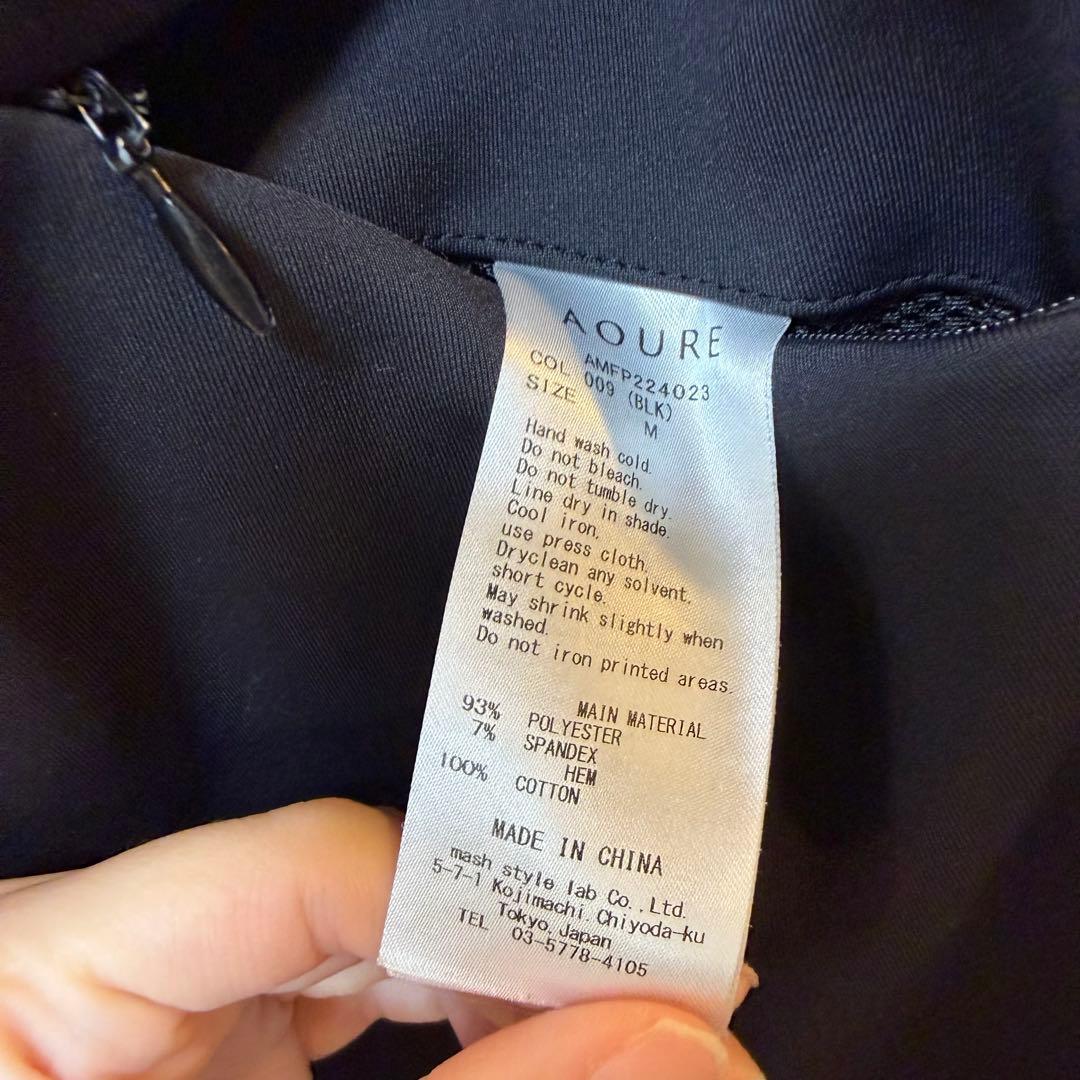 AOURE
AMFP224023
COL 009 (BLK)
SIZE M
Hand wash cold.
Do not bleach.
Do not tumble dry.
Line dry in shade.
Cool iron,
use press cloth.
Dryclean any solvent,
short cycle.
May shrink slightly when
washed.
Do not iron printed areas.
MAIN MATERIAL
93% POLYESTER
7% SPANDEX
HEM
100% COTTON
MADE IN CHINA
mash style lab Co.,Ltd.
5-7-1 Kojimachi.Chiyoda-ku
Tokyo.Japan
TEL 03-5778-4105